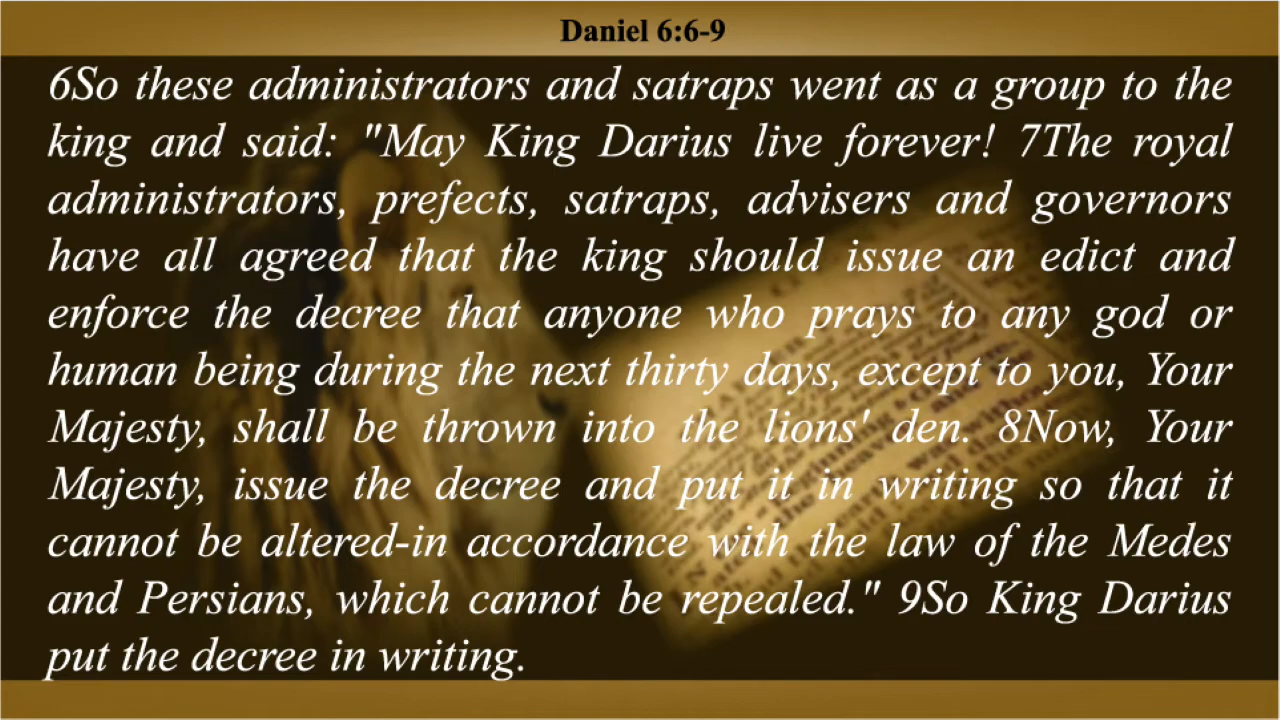 Daniel 6:6-9
6So these administrators and satraps went as a group to the
king and said: "May King Darius live forever! 7The royal
administrators, prefects, satraps, advisers and governors
have all agreed that the king should issue an edict and
enforce the decree that anyone who prays to any god or
human being during the next thirty days, except to you, Your
Majesty, shall be thrown into the lions' den. 8Now, Your
Majesty, issue the decree and put it in writing so that it
cannot be altered-in accordance with the law of the Medes
and Persians, which cannot be repealed." 9So King Darius
put the decree in writing.